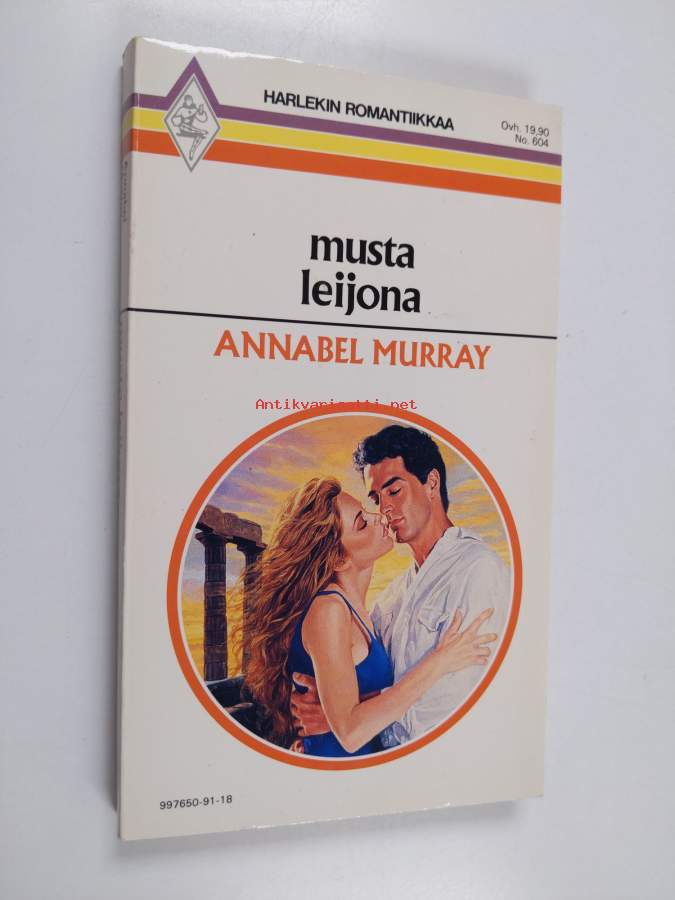 HARLEKIN ROMANTIIKKAA
Ovh. 19,90
No. 604
musta
leijona
ANNABEL MURRAY
Antikvariaatti.net
997650-91-18